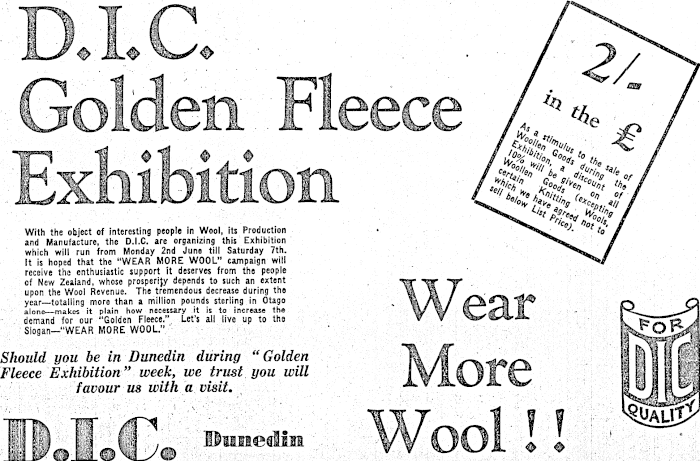 D.I.C.
Golden Fleece
Exhibition
With the object of interesting people in Wool, its Production
and Manufacture, the D.I.C. are organizing this Exhibition
which will run from Monday 2nd June till Saturday 7th.
It is hoped that the "WEAR MORE WOOL" campaign will
receive the enthusiastic support it deserves from the people
of New Zealand, whose prosperity depends to such an extent
upon the Wool Revenue. The tremendous decrease during the
year—totalling more than a million pounds sterling in Otago
alone—makes it plain how necessary it is to increase the
demand for our "Golden Fleece." Let's all live up to the
Slogan—"WEAR MORE WOOL."
Should you be in Dunedin during "Golden
Fleece Exhibition" week, we trust you will
favour us with a visit.
D.I.C. Dunedin
2/-
in the £
As a stimulus to the sale of
Woollen Goods during the
Exhibition, a discount of
10% will be given on all
Woollen Goods (excepting
certain Knitting Wools,
which we have agreed not to
sell below List Price).
Wear
More
Wool!!
FOR
DIC
QUALITY